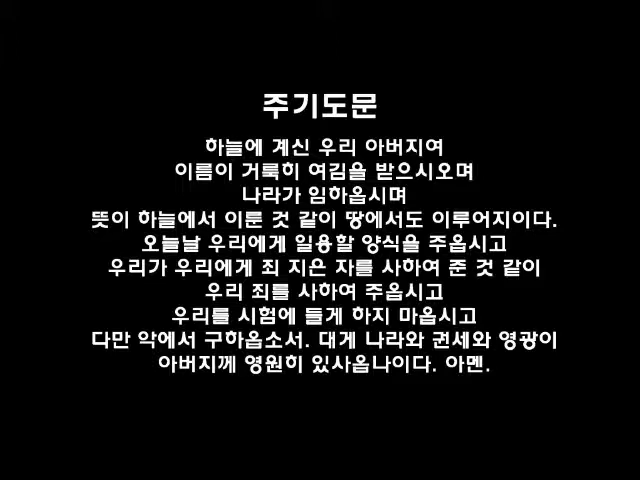 주기도문
하늘에 계신 우리 아버지여
이름이 거룩히 여김을 받으시오며
나라가 임하옵시며
뜻이 하늘에서 이룬 것 같이 땅에서도 이루어지이다.
오늘날 우리에게 일용할 양식을 주옵시고
우리가 우리에게 죄 지은 자를 사하여 준 것 같이
우리 죄를 사하여 주옵시고
우리를 시험에 들게 하지 마옵시고
다만 악에서 구하옵소서. 대게 나라와 권세와 영광이
아버지께 영원히 있사옵나이다. 아멘.